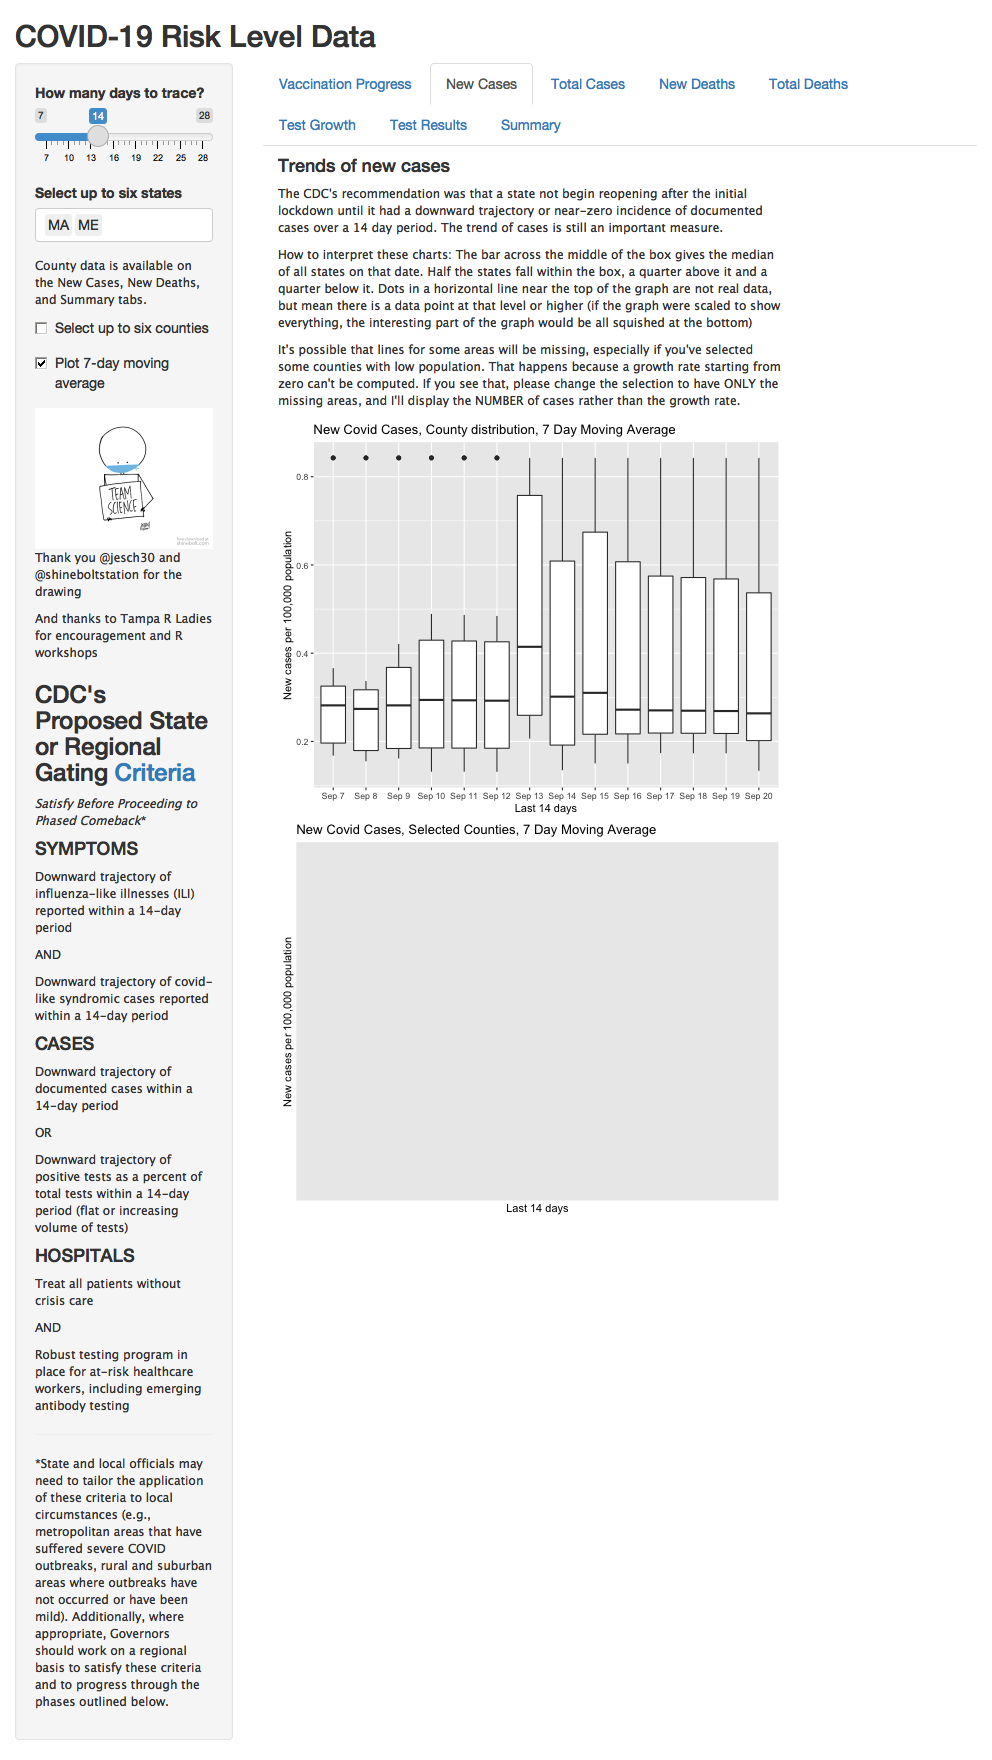 COVID-19 Risk Level Data
How many days to trace?
7 14 28
7 10 13 16 19 22 25 28
Select up to six states
MA ME
County data is available on
the New Cases, New Deaths,
and Summary tabs.
Select up to six counties
Plot 7-day moving
average
TEAM
SCIENCE
Thank you @jesch30 and
@shineboltstation for the
drawing
And thanks to Tampa R Ladies
for encouragement and R
workshops
CDC's
Proposed State
or Regional
Gating Criteria
Satisfy Before Proceeding to
Phased Comeback*
SYMPTOMS
Downward trajectory of
influenza-like illnesses (ILI)
reported within a 14-day
period
AND
Downward trajectory of covid-
like syndromic cases reported
within a 14-day period
CASES
Downward trajectory of
documented cases within a
14-day period
OR
Downward trajectory of
positive tests as a percent of
total tests within a 14-day
period (flat or increasing
volume of tests)
HOSPITALS
Treat all patients without
crisis care
AND
Robust testing program in
place for at-risk healthcare
workers, including emerging
antibody testing
*State and local officials may
need to tailor the application
of these criteria to local
circumstances (e.g.,
metropolitan areas that have
suffered severe COVID
outbreaks, rural and suburban
areas where outbreaks have
not occurred or have been
mild). Additionally, where
appropriate, Governors
should work on a regional
basis to satisfy these criteria
and to progress through the
phases outlined below.
Vaccination Progress New Cases Total Cases New Deaths Total Deaths
Test Growth Test Results Summary
Trends of new cases
The CDC's recommendation was that a state not begin reopening after the initial
lockdown until it had a downward trajectory or near-zero incidence of documented
cases over a 14 day period. The trend of cases is still an important measure.
How to interpret these charts: The bar across the middle of the box gives the median
of all states on that date. Half the states fall within the box, a quarter above it and a
quarter below it. Dots in a horizontal line near the top of the graph are not real data,
but mean there is a data point at that level or higher (if the graph were scaled to show
everything, the interesting part of the graph would be all squished at the bottom)
It's possible that lines for some areas will be missing, especially if you've selected
some counties with low population. That happens because a growth rate starting from
zero can't be computed. If you see that, please change the selection to have ONLY the
missing areas, and I'll display the NUMBER of cases rather than the growth rate.
New Covid Cases, County distribution, 7 Day Moving Average
New cases per 100,000 population
0.8
0.6
0.4
0.2
Sep 7 Sep 8 Sep 9 Sep 10 Sep 11 Sep 12 Sep 13 Sep 14 Sep 15 Sep 16 Sep 17 Sep 18 Sep 19 Sep 20
Last 14 days
New Covid Cases, Selected Counties, 7 Day Moving Average
New cases per 100,000 population
Last 14 days